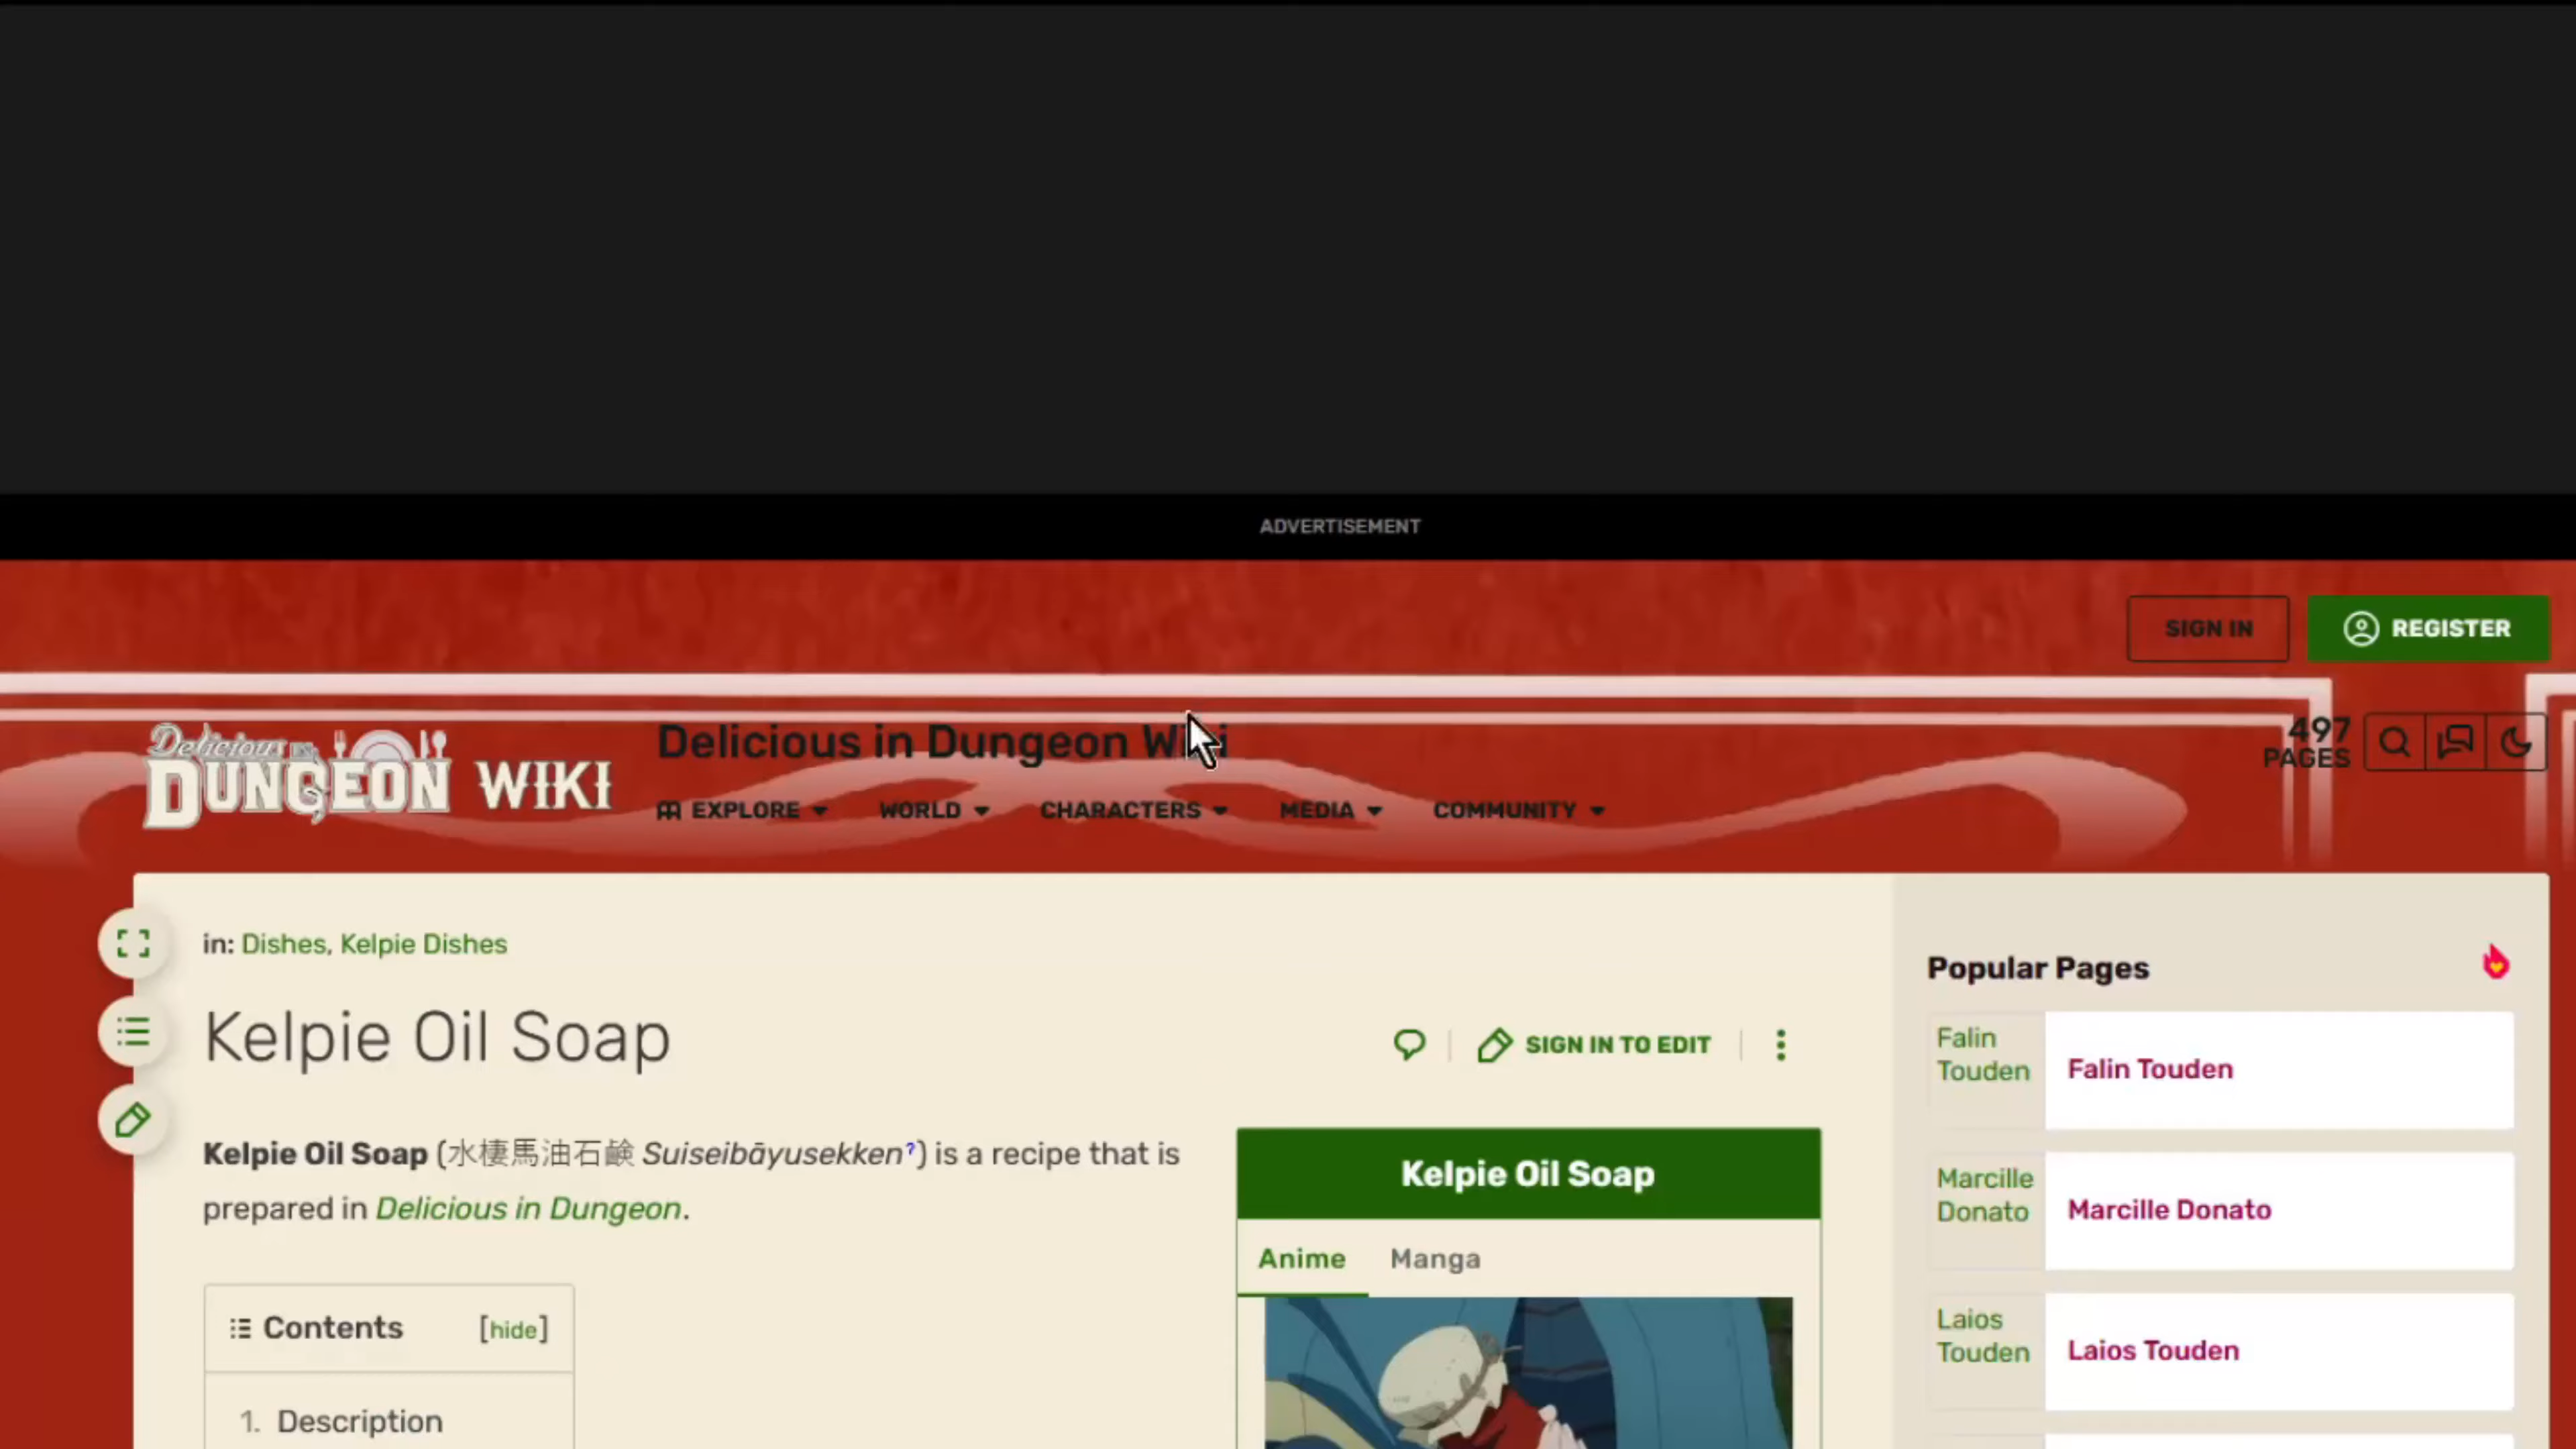 ADVERTISEMENT
SIGN IN
REGISTER
Delicious in
DUNGEON WIKI
Delicious in Dungeon Wiki
497
PAGES
EXPLORE
WORLD
CHARACTERS
MEDIA
COMMUNITY
in: Dishes, Kelpie Dishes
Kelpie Oil Soap
SIGN IN TO EDIT
Kelpie Oil Soap (水棲馬油石鹸 Suiseibāyusekken?) is a recipe that is
prepared in Delicious in Dungeon.
Contents [hide]
1. Description
Kelpie Oil Soap
Anime Manga
Popular Pages
Falin
Touden
Falin Touden
Marcille
Donato
Marcille Donato
Laios
Touden
Laios Touden